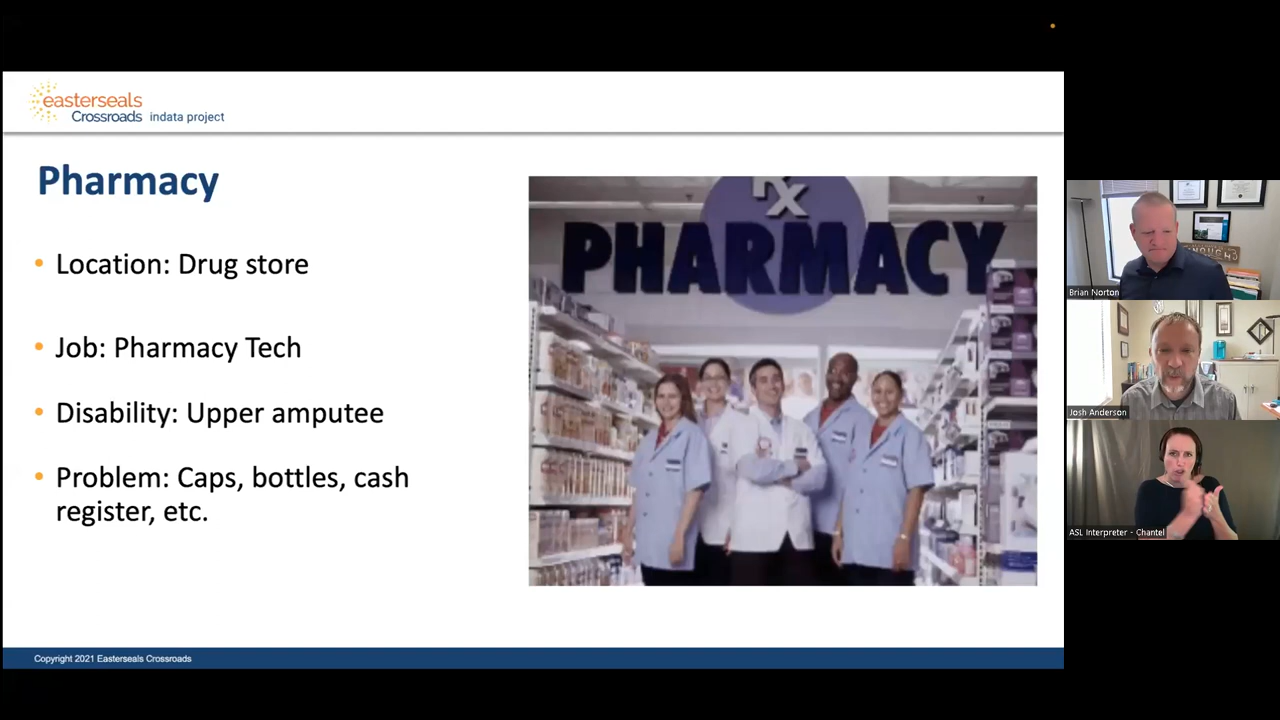 easterseals
Crossroads indata project
Pharmacy
• Location: Drug store
• Job: Pharmacy Tech
• Disability: Upper amputee
• Problem: Caps, bottles, cash
register, etc.
Rx
PHARMACY
Brian Norton
Josh Anderson
ASL Interpreter - Chantel
Copyright 2021 Easterseals Crossroads